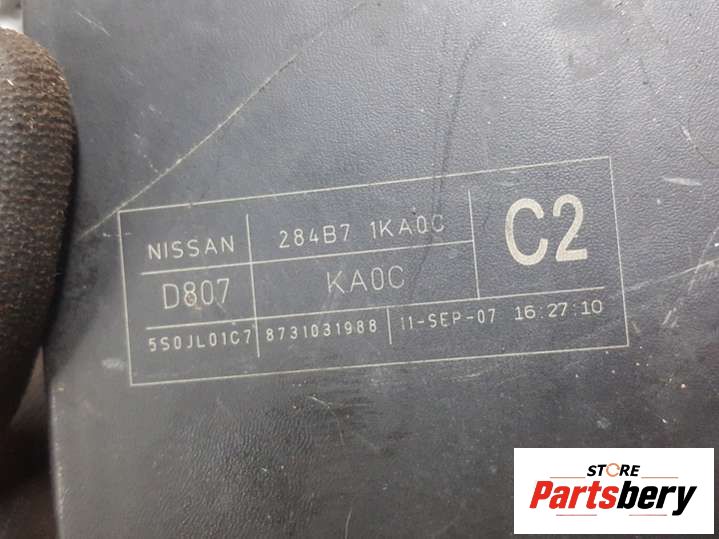 NISSAN 284B7 1KA0C C2
D807 KA0C
5S0JL01C7 8731031988 11-SEP-07 16:27:10
STORE
Partsbery